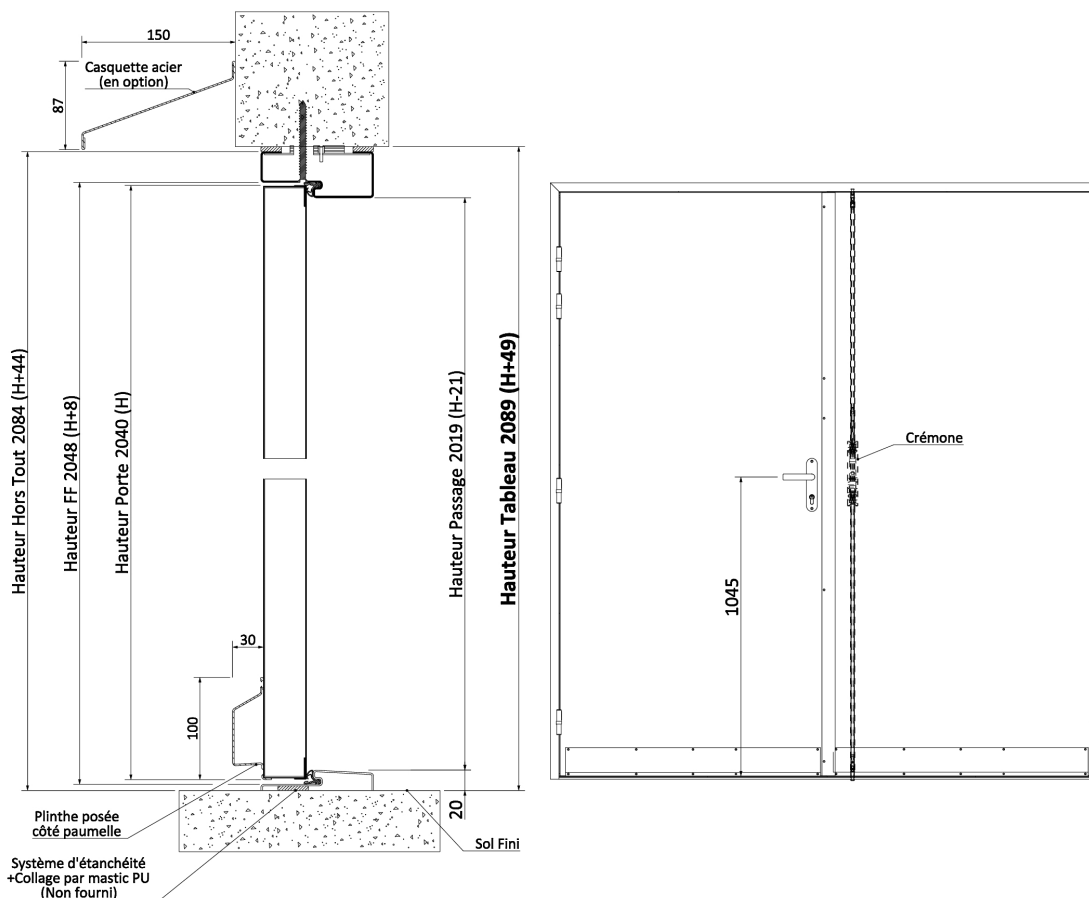 150
Casquette acier
(en option)
87
Hauteur Hors Tout 2084 (H+44)
Hauteur FF 2048 (H+8)
Hauteur Porte 2040 (H)
Hauteur Passage 2019 (H-21)
Hauteur Tableau 2089 (H+49)
30
100
20
Plinthe posée
côté paumelle
Sol Fini
Système d'étanchéité
+Collage par mastic PU
(Non fourni)
Crémone
1045